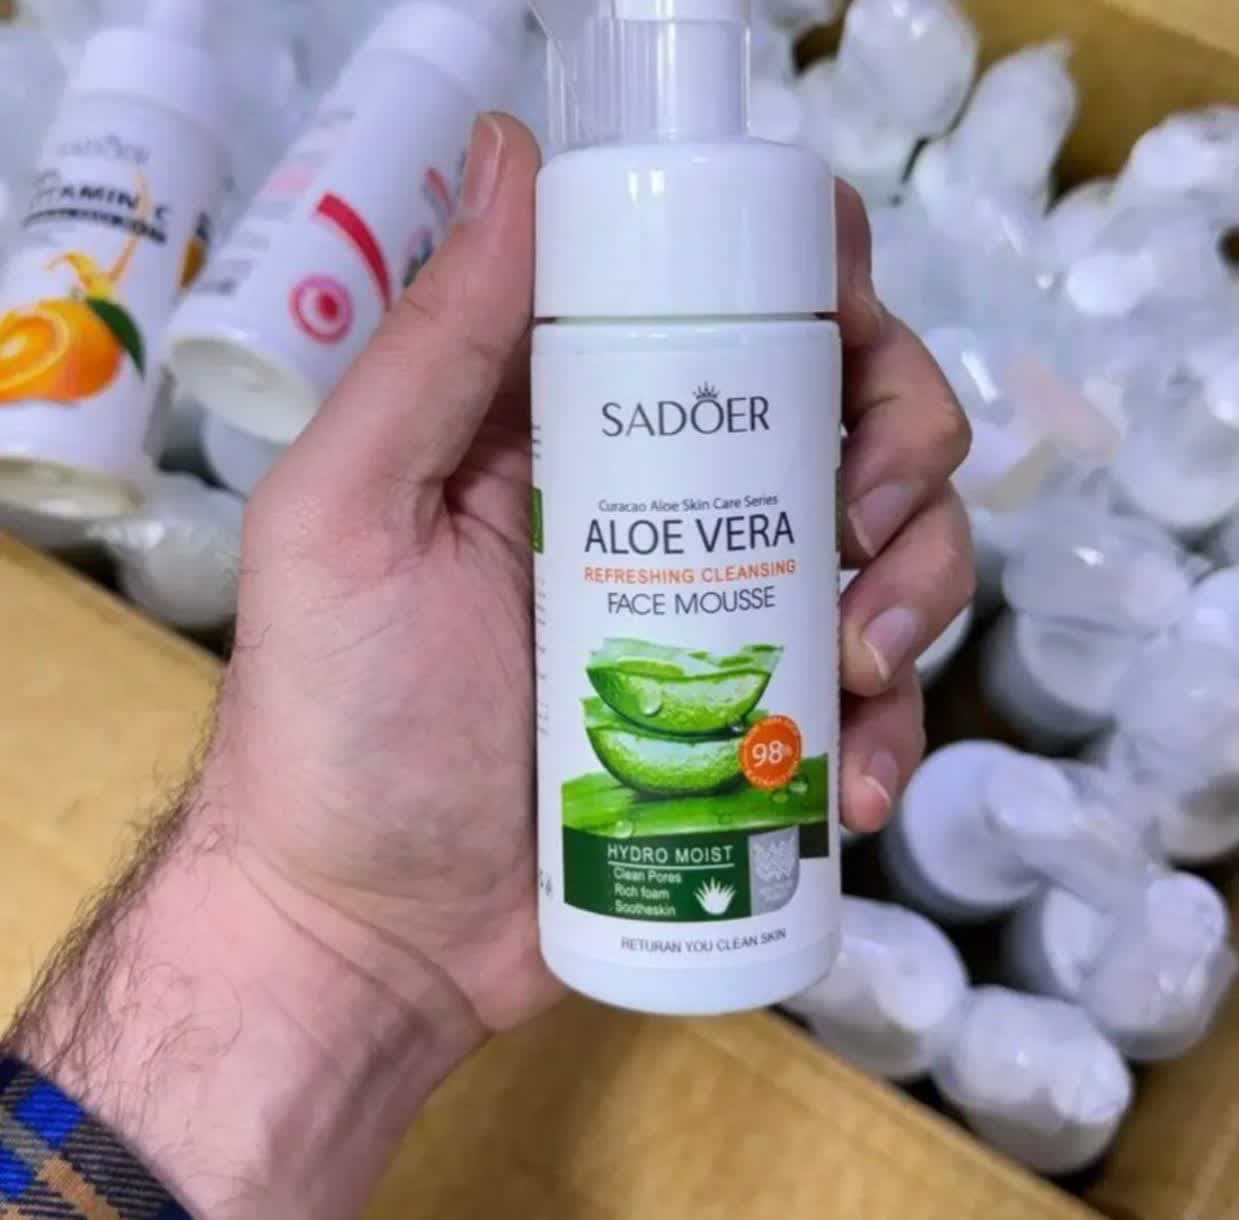 SADOER
Curacao Aloe Skin Care Series
ALOE VERA
REFRESHING CLEANSING
FACE MOUSSE
98%
HYDRO MOIST
Clean Pores
Rich foam
Sootheskin
RETURAN YOU CLEAN SKIN
SADOER